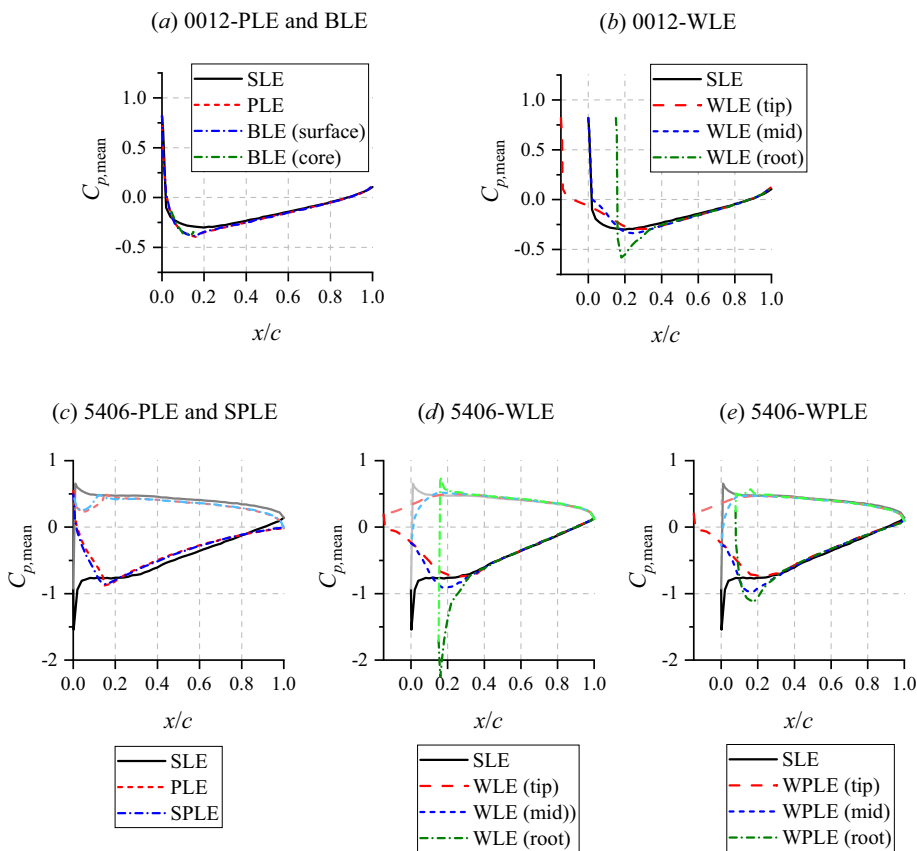 (a) 0012-PLE and BLE
(b) 0012-WLE
SLE
PLE
BLE (surface)
BLE (core)
SLE
WLE (tip)
WLE (mid)
WLE (root)
1.0
0.5
0.0
-0.5
Cp,mean
0.0 0.2 0.4 0.6 0.8 1.0
x/c
1.0
0.5
0.0
-0.5
Cp,mean
0.0 0.2 0.4 0.6 0.8 1.0
x/c
(c) 5406-PLE and SPLE
(d) 5406-WLE
(e) 5406-WPLE
1
0
-1
-2
Cp,mean
0.0 0.2 0.4 0.6 0.8 1.0
x/c
SLE
PLE
SPLE
1
0
-1
-2
Cp,mean
0.0 0.2 0.4 0.6 0.8 1.0
x/c
SLE
WLE (tip)
WLE (mid))
WLE (root)
1
0
-1
-2
Cp,mean
0.0 0.2 0.4 0.6 0.8 1.0
x/c
SLE
WPLE (tip)
WPLE (mid)
WPLE (root)